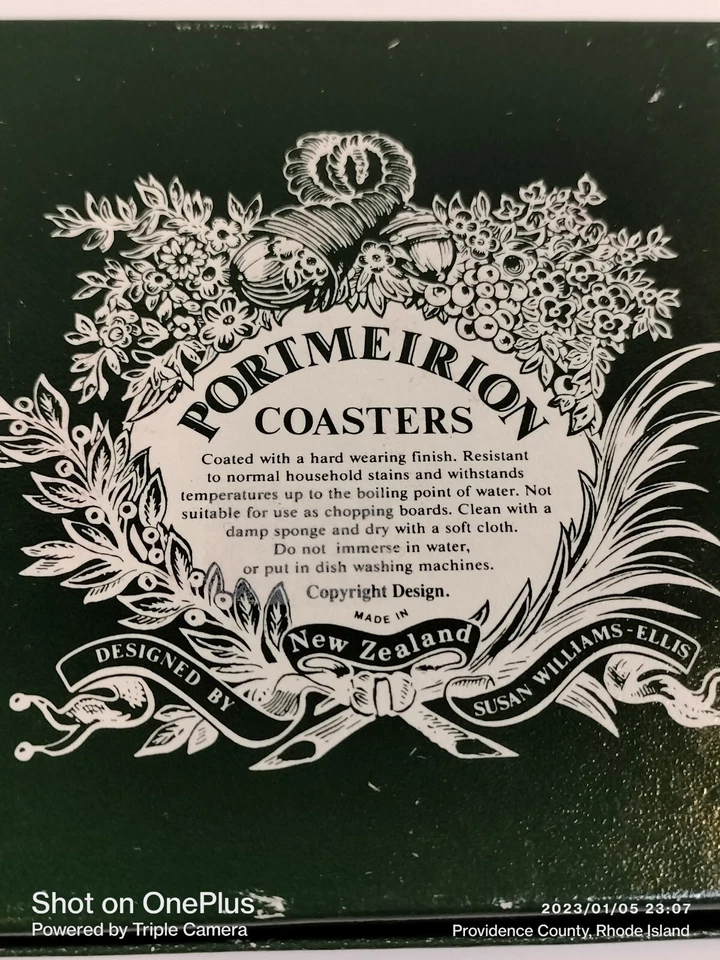 PORTMEIRION
COASTERS
Coated with a hard wearing finish. Resistant
to normal household stains and withstands
temperatures up to the boiling point of water. Not
suitable for use as chopping boards. Clean with a
damp sponge and dry with a soft cloth.
Do not immerse in water,
or put in dish washing machines.
Copyright Design.
MADE IN
New Zealand
DESIGNED BY
SUSAN WILLIAMS-ELLIS
Shot on OnePlus
Powered by Triple Camera
2023/01/05 23:07
Providence County, Rhode Island